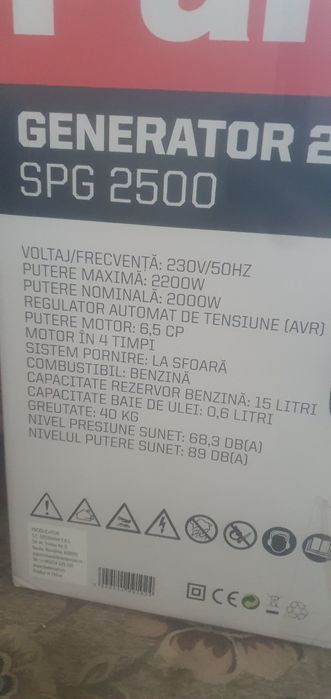 GENERATOR 2
SPG 2500
VOLTAJ/FRECVENȚĂ: 230V/50HZ
PUTERE MAXIMĂ: 2200W
PUTERE NOMINALĂ: 2000W
REGULATOR AUTOMAT DE TENSIUNE (AVR)
PUTERE MOTOR: 6,5 CP
MOTOR ÎN 4 TIMPI
SISTEM PORNIRE: LA SFOARĂ
COMBUSTIBIL: BENZINĂ
CAPACITATE REZERVOR BENZINĂ: 15 LITRI
CAPACITATE BAIE DE ULEI: 0,6 LITRI
GREUTATE: 40 KG
NIVEL PRESIUNE SUNET: 68,3 DB(A)
NIVELUL PUTERE SUNET: 89 DB(A)
CE